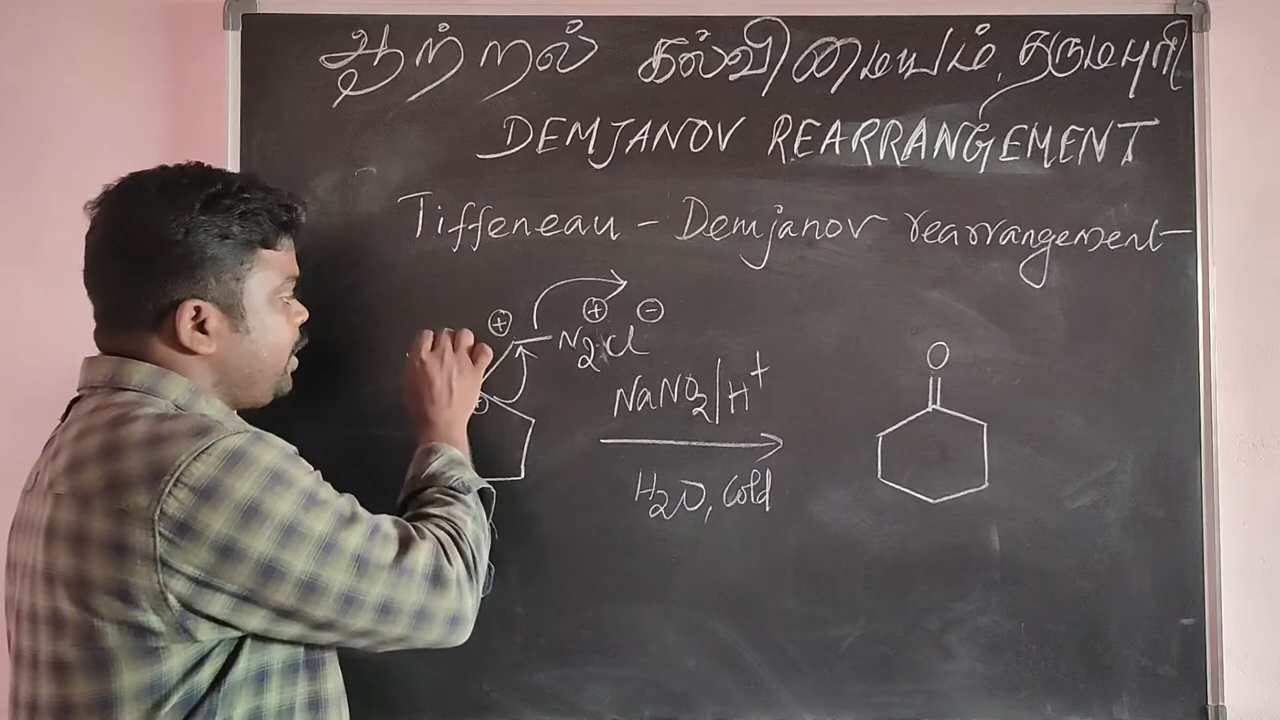 ஆற்றல் கல்விமையம், தருமபுரி
DEMJANOV REARRANGEMENT
Tiffeneau - Demjanov rearrangement
⊕ ⊕ ⊖
N₂Cl
O
NaNO₂/H⁺
H₂O, Cold